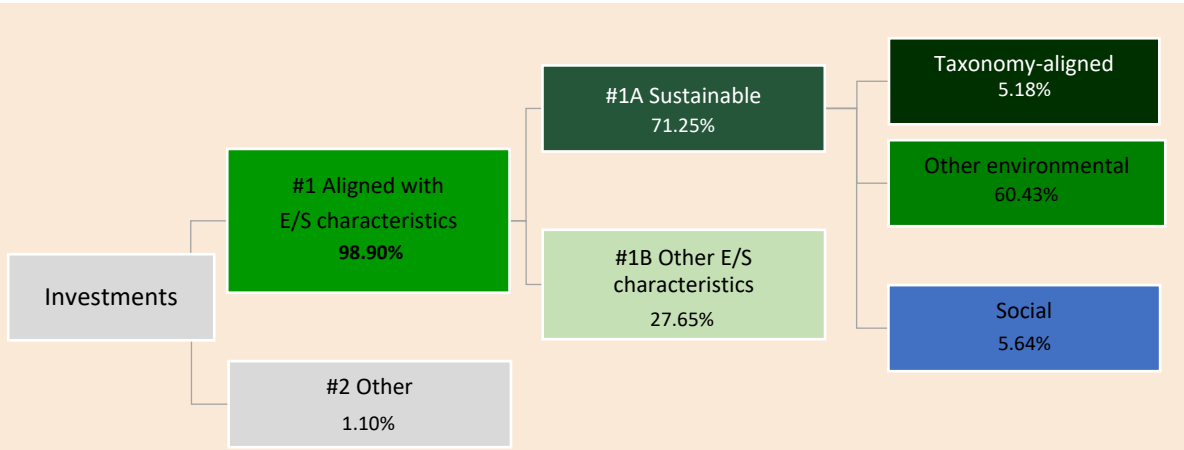 Investments
#1 Aligned with
E/S characteristics
98.90%
#2 Other
1.10%
#1A Sustainable
71.25%
#1B Other E/S
characteristics
27.65%
Taxonomy-aligned
5.18%
Other environmental
60.43%
Social
5.64%